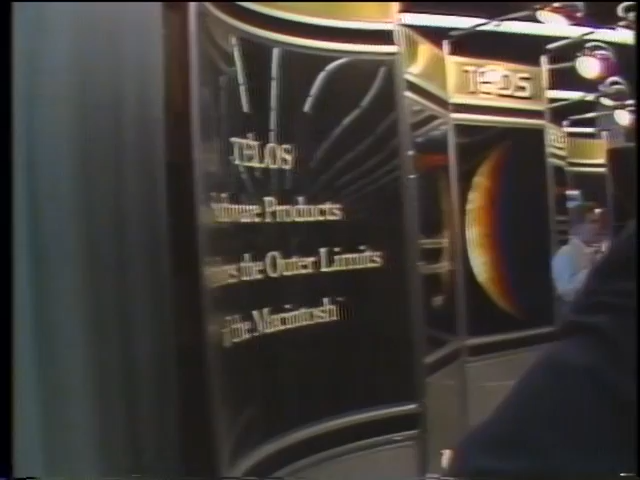 TELOS
TELOS
Products
the Outer Limits
the Macintosh